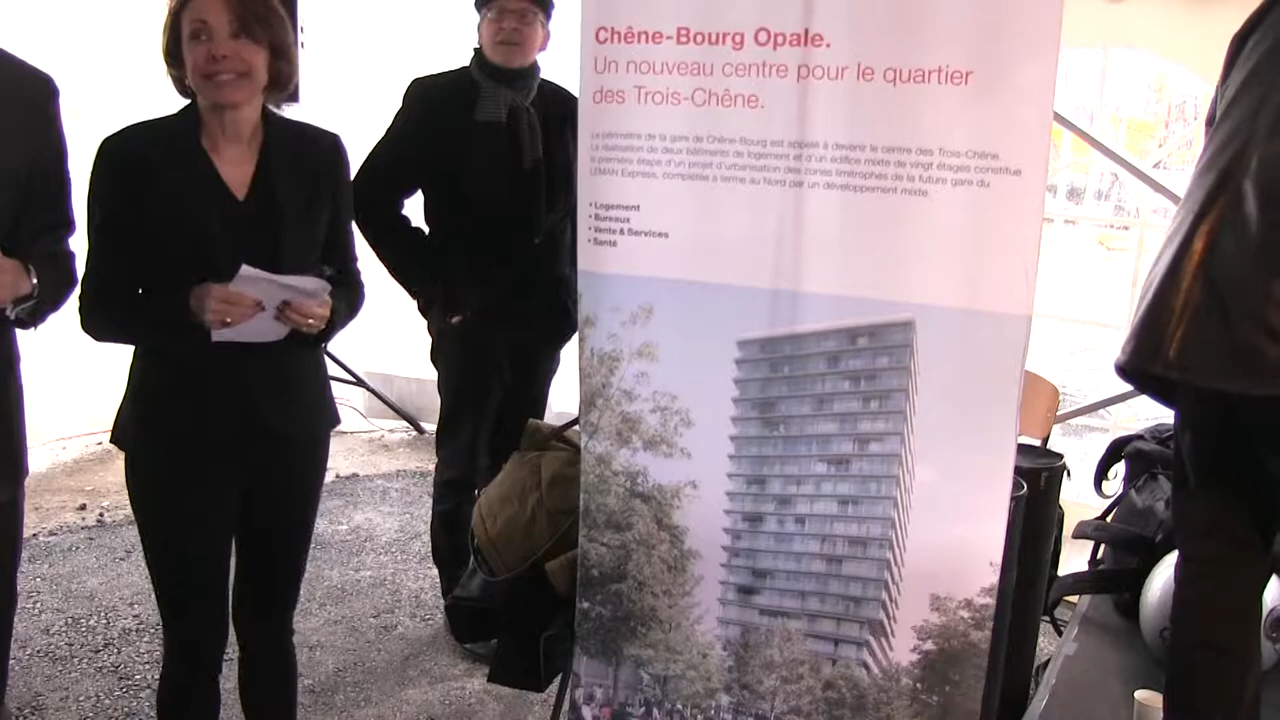 Chêne-Bourg Opale.
Un nouveau centre pour le quartier
des Trois-Chêne.
Le périmètre de la gare de Chêne-Bourg est appelé à devenir le centre des Trois-Chêne.
La réalisation de deux bâtiments de logement et d'un édifice mixte de vingt étages constitue
la première étape d'un projet d'urbanisation des zones limitrophes de la future gare du
LEMAN Express, complétée à terme au Nord par un développement mixte.
• Logement
• Bureaux
• Vente & Services
• Santé